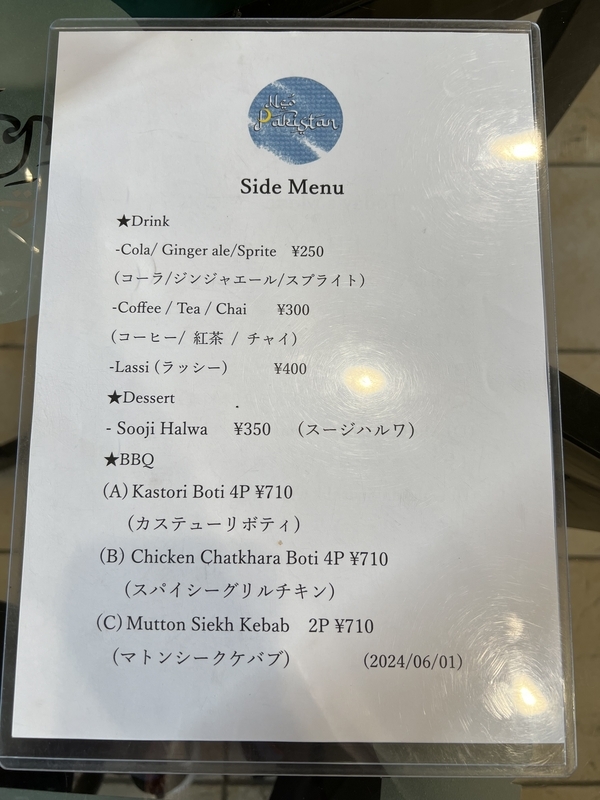 Pakistan
Side Menu
★Drink
-Cola/ Ginger ale/Sprite ¥250
(コーラ/ジンジャエール/スプライト)
-Coffee / Tea / Chai ¥300
(コーヒー/ 紅茶 / チャイ)
-Lassi (ラッシー) ¥400
★Dessert
- Sooji Halwa ¥350 (スージハルワ)
★BBQ
(A) Kastori Boti 4P ¥710
(カステューリボティ)
(B) Chicken Chatkhara Boti 4P ¥710
(スパイシーグリルチキン)
(C) Mutton Siekh Kebab 2P ¥710
(マトンシークケバブ) (2024/06/01)